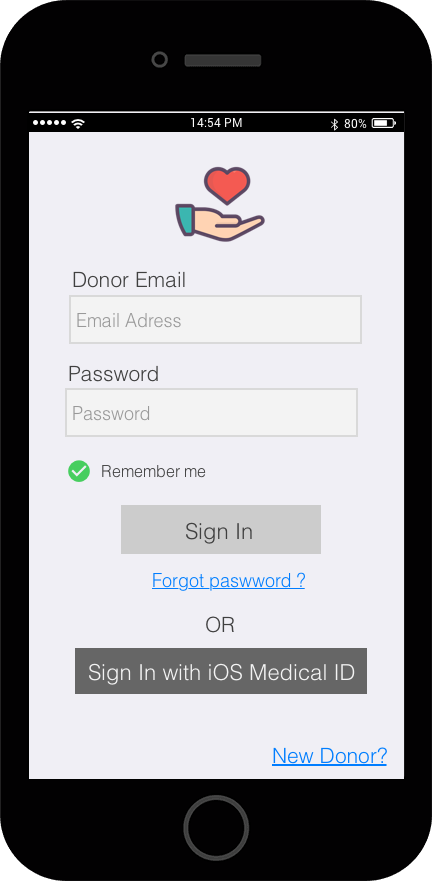 14:54 PM 80%
Donor Email
Email Adress
Password
Password
Remember me
Sign In
Forgot paswword ?
OR
Sign In with iOS Medical ID
New Donor?